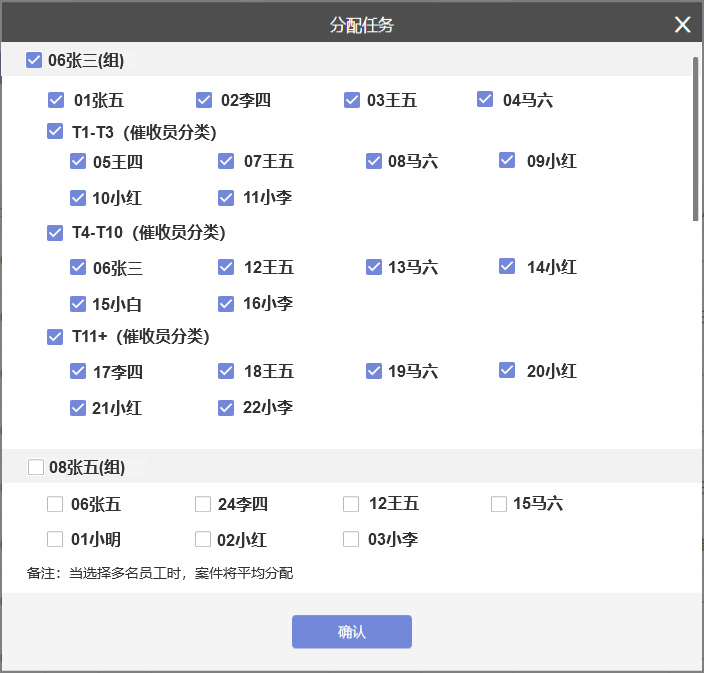 分配任务
06张三(组)
01张五 02李四 03王五 04马六
T1-T3（催收员分类）
05王四 07王五 08马六 09小红
10小红 11小李
T4-T10（催收员分类）
06张三 12王五 13马六 14小红
15小白 16小李
T11+（催收员分类）
17李四 18王五 19马六 20小红
21小红 22小李
08张五(组)
06张五 24李四 12王五 15马六
01小明 02小红 03小李
备注：当选择多名员工时，案件将平均分配
确认